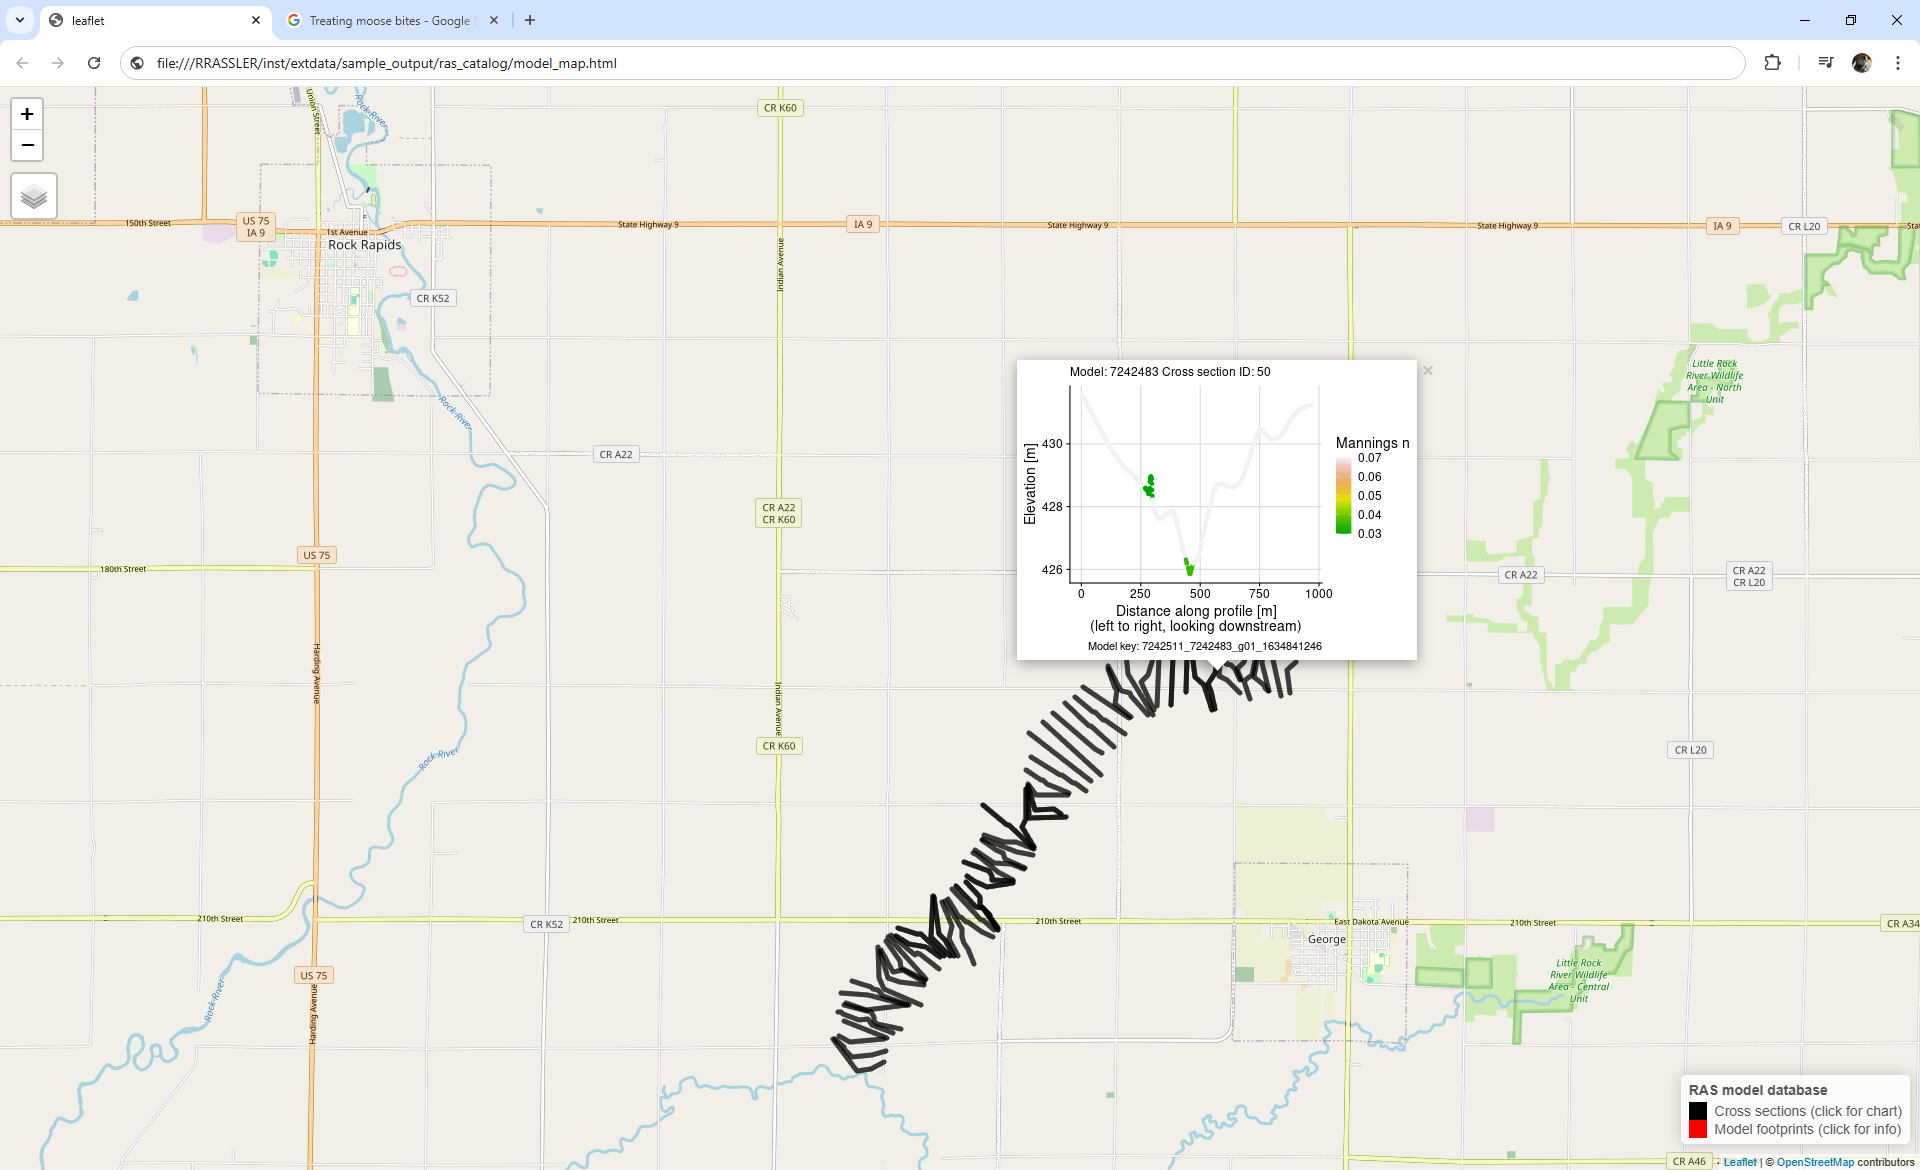 leaflet
Treating moose bites - Google
file:///RRASSLER/inst/extdata/sample_output/ras_catalog/model_map.html
+
−
Union Street
Rock River
CR K60
150th Street
US 75
IA 9
1st Avenue
Rock Rapids
State Highway 9
IA 9
State Highway 9
State Highway 9
IA 9
CR L20
Indian Avenue
CR K52
Little Rock
River Wildlife
Area - North
Unit
Rock River
CR A22
CR A22
CR K60
US 75
180th Street
CR A22
CR A22
CR L20
Model: 7242483 Cross section ID: 50
Elevation [m]
430
428
426
0
250
500
750
1000
Distance along profile [m]
(left to right, looking downstream)
Model key: 7242511_7242483_g01_1634841246
Mannings n
0.07
0.06
0.05
0.04
0.03
Harding Avenue
Indian Avenue
Rock River
CR K60
CR L20
210th Street
CR K52
210th Street
210th Street
East Dakota Avenue
210th Street
CR A34
George
US 75
Rock River
Harding Avenue
Little Rock
River Wildlife
Area - Central
Unit
RAS model database
Cross sections (click for chart)
Model footprints (click for info)
CR A46
Leaflet | © OpenStreetMap contributors